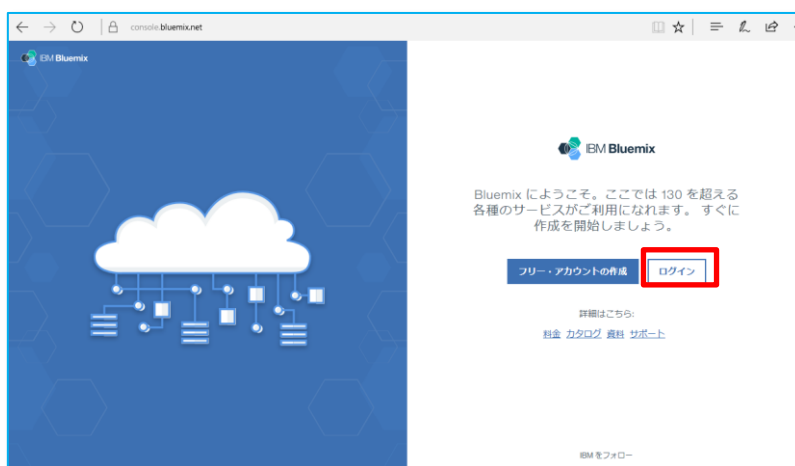 console.bluemix.net
IBM Bluemix
IBM Bluemix
Bluemix にようこそ。ここでは 130 を超える
各種のサービスがご利用になれます。 すぐに
作成を開始しましょう。
フリー・アカウントの作成 ログイン
詳細はこちら:
料金 カタログ 資料 サポート
IBM をフォロー